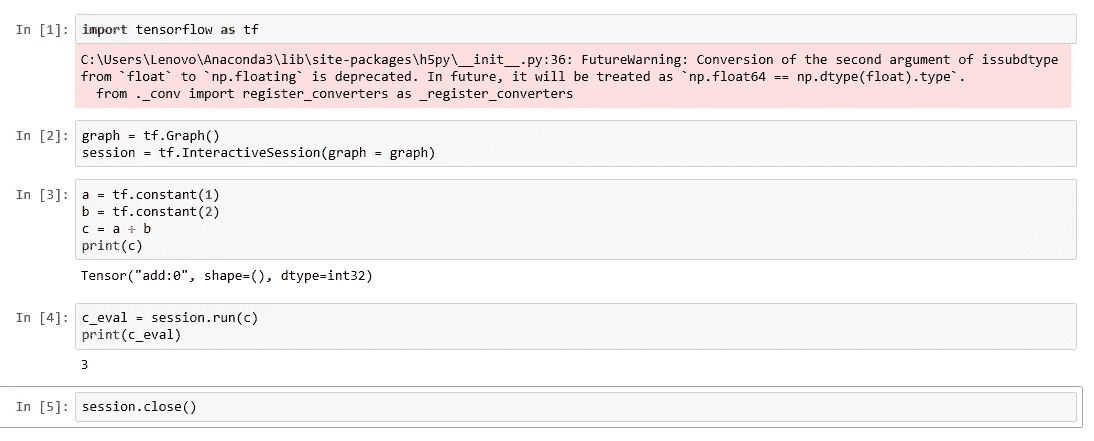 In [1]: import tensorflow as tf
C:\Users\Lenovo\Anaconda3\lib\site-packages\h5py\__init__.py:36: FutureWarning: Conversion of the second argument of issubdtype
from `float` to `np.floating` is deprecated. In future, it will be treated as `np.float64 == np.dtype(float).type`.
from ._conv import register_converters as _register_converters
In [2]: graph = tf.Graph()
session = tf.InteractiveSession(graph = graph)
In [3]: a = tf.constant(1)
b = tf.constant(2)
c = a + b
print(c)
Tensor("add:0", shape=(), dtype=int32)
In [4]: c_eval = session.run(c)
print(c_eval)
3
In [5]: session.close()